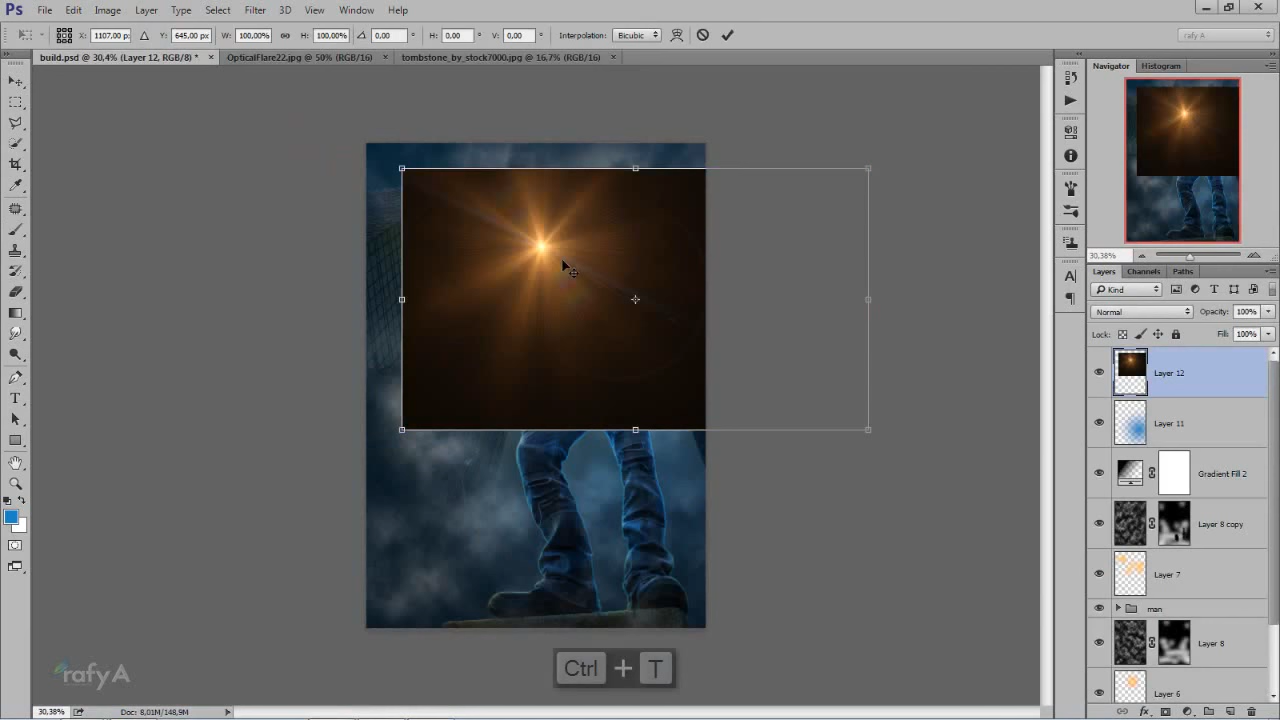 Ps File Edit Image Layer Type Select Filter 3D View Window Help
X: 1107,00 px Y: 645,00 px W: 100,00% H: 100,00% 0,00 ° H: 0,00 ° V: 0,00 ° Interpolation: Bicubic rafy A
build.psd @ 30,4% (Layer 12, RGB/8) * × OpticalFlare22.jpg @ 50% (RGB/16) × tombstone_by_stock7000.jpg @ 16,7% (RGB/16) ×
Navigator Histogram
30,38%
Layers Channels Paths
Kind
Normal Opacity: 100%
Lock: Fill: 100%
Layer 12
Layer 11
Gradient Fill 2
Layer 8 copy
Layer 7
man
Layer 8
Layer 6
Ctrl + T
rafy A
30,38% Doc: 8,01M/148,9M